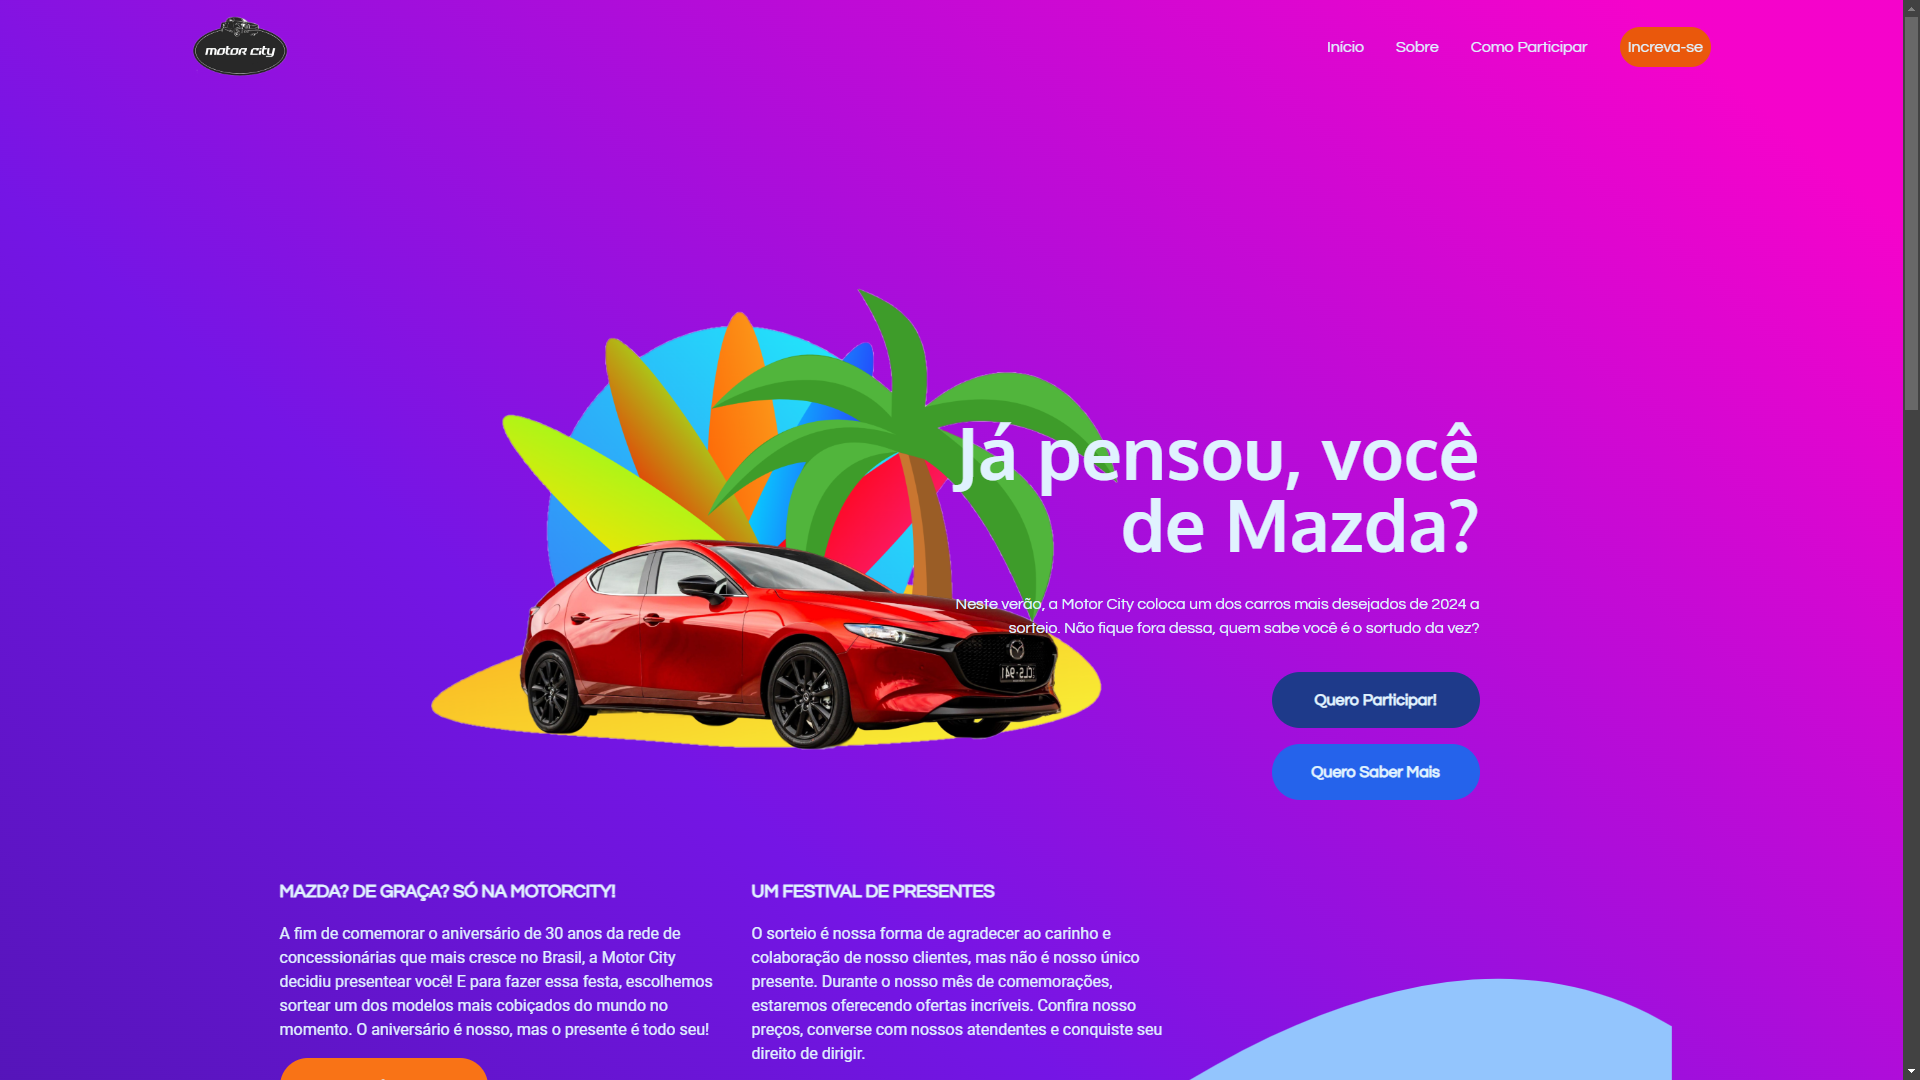 motor city
Início
Sobre
Como Participar
Increva-se
Já pensou, você
de Mazda?
Neste verão, a Motor City coloca um dos carros mais desejados de 2024 a
sorteio. Não fique fora dessa, quem sabe você é o sortudo da vez?
Quero Participar!
Quero Saber Mais
MAZDA? DE GRAÇA? SÓ NA MOTORCITY!
A fim de comemorar o aniversário de 30 anos da rede de
concessionárias que mais cresce no Brasil, a Motor City
decidiu presentear você! E para fazer essa festa, escolhemos
sortear um dos modelos mais cobiçados do mundo no
momento. O aniversário é nosso, mas o presente é todo seu!
UM FESTIVAL DE PRESENTES
O sorteio é nossa forma de agradecer ao carinho e
colaboração de nosso clientes, mas não é nosso único
presente. Durante o nosso mês de comemorações,
estaremos oferecendo ofertas incríveis. Confira nosso
preços, converse com nossos atendentes e conquiste seu
direito de dirigir.